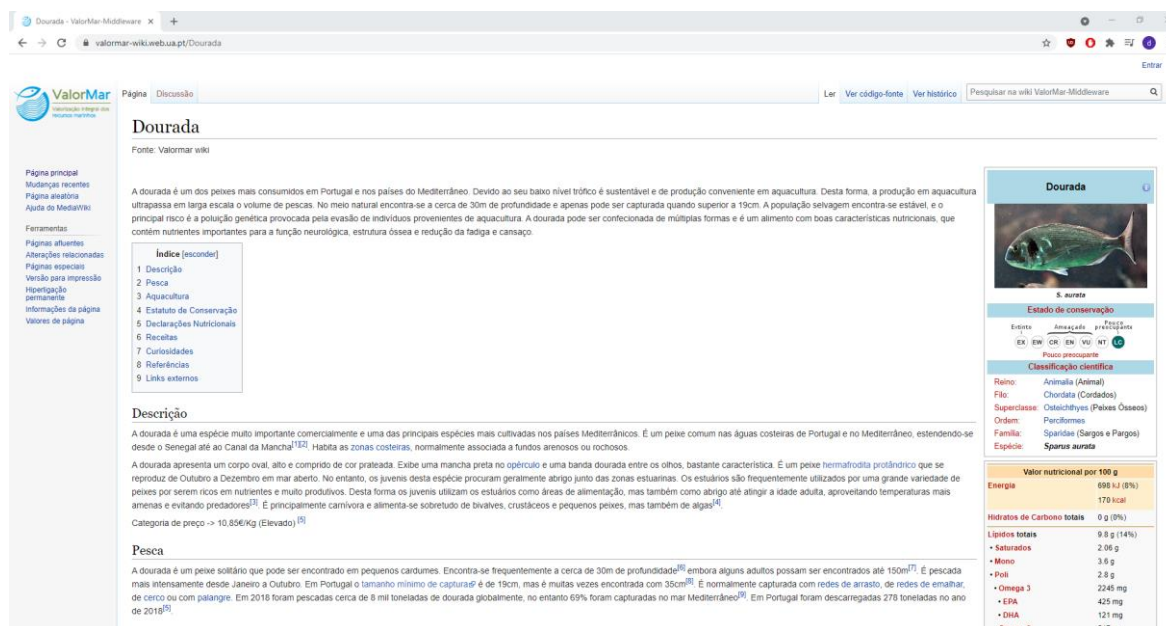 Dourada - ValorMar-Middleware
valormar-wiki.web.ua.pt/Dourada
Entrar
ValorMar
Valorização Integral dos
recursos marinhos
Página Discussão
Ler Ver código-fonte Ver histórico
Pesquisar na wiki ValorMar-Middleware
Página principal
Mudanças recentes
Página aleatória
Ajuda do MediaWiki
Ferramentas
Páginas afluentes
Alterações relacionadas
Páginas especiais
Versão para impressão
Hiperligação
permanente
Informações da página
Valores de página
Dourada
Fonte: Valormar wiki
A dourada é um dos peixes mais consumidos em Portugal e nos países do Mediterrâneo. Devido ao seu baixo nível trófico é sustentável e de produção conveniente em aquacultura. Desta forma, a produção em aquacultura
ultrapassa em larga escala o volume de pescas. No meio natural encontra-se a cerca de 30m de profundidade e apenas pode ser capturada quando superior a 19cm. A população selvagem encontra-se estável, e o
principal risco é a poluição genética provocada pela evasão de indivíduos provenientes de aquacultura. A dourada pode ser confecionada de múltiplas formas e é um alimento com boas características nutricionais, que
contém nutrientes importantes para a função neurológica, estrutura óssea e redução da fadiga e cansaço.
Índice [esconder]
1 Descrição
2 Pesca
3 Aquacultura
4 Estatuto de Conservação
5 Declarações Nutricionais
6 Receitas
7 Curiosidades
8 Referências
9 Links externos
Descrição
A dourada é uma espécie muito importante comercialmente e uma das principais espécies mais cultivadas nos países Mediterrânicos. É um peixe comum nas águas costeiras de Portugal e no Mediterrâneo, estendendo-se
desde o Senegal até ao Canal da Mancha[1][2]. Habita as zonas costeiras, normalmente associada a fundos arenosos ou rochosos.
A dourada apresenta um corpo oval, alto e comprido de cor prateada. Exibe uma mancha preta no opérculo e uma banda dourada entre os olhos, bastante característica. É um peixe hermafrodita protândrico que se
reproduz de Outubro a Dezembro em mar aberto. No entanto, os juvenis desta espécie procuram geralmente abrigo junto das zonas estuarinas. Os estuários são frequentemente utilizados por uma grande variedade de
peixes por serem ricos em nutrientes e muito produtivos. Desta forma os juvenis utilizam os estuários como áreas de alimentação, mas também como abrigo até atingir a idade adulta, aproveitando temperaturas mais
amenas e evitando predadores[3]. É principalmente carnívora e alimenta-se sobretudo de bivalves, crustáceos e pequenos peixes, mas também de algas[4].
Categoria de preço -> 10,85€/Kg (Elevado) [5]
Pesca
A dourada é um peixe solitário que pode ser encontrado em pequenos cardumes. Encontra-se frequentemente a cerca de 30m de profundidade[6] embora alguns adultos possam ser encontrados até 150m[7]. É pescada
mais intensamente desde Janeiro a Outubro. Em Portugal o tamanho mínimo de captura é de 19cm, mas é muitas vezes encontrada com 35cm[8]. É normalmente capturada com redes de arrasto, de redes de emalhar,
de cerco ou com palangre. Em 2018 foram pescadas cerca de 8 mil toneladas de dourada globalmente, no entanto 69% foram capturadas no mar Mediterrâneo[9]. Em Portugal foram descarregadas 278 toneladas no ano
de 2018[5].
Dourada
S. aurata
Estado de conservação
Extinto Ameaçado Pouco preocupante
EX EW CR EN VU NT LC
Pouco preocupante
Classificação científica
Reino: Animalia (Animal)
Filo: Chordata (Cordados)
Superclasse: Osteichthyes (Peixes Ósseos)
Ordem: Perciformes
Família: Sparidae (Sargos e Pargos)
Espécie: Sparus aurata
Valor nutricional por 100 g
Energia 698 kJ (8%)
170 kcal
Hidratos de Carbono totais 0 g (0%)
Lípidos totais 9.8 g (14%)
• Saturados 2.06 g
• Mono 3.6 g
• Poli 2.8 g
• Omega 3 2245 mg
• EPA 425 mg
• DHA 121 mg